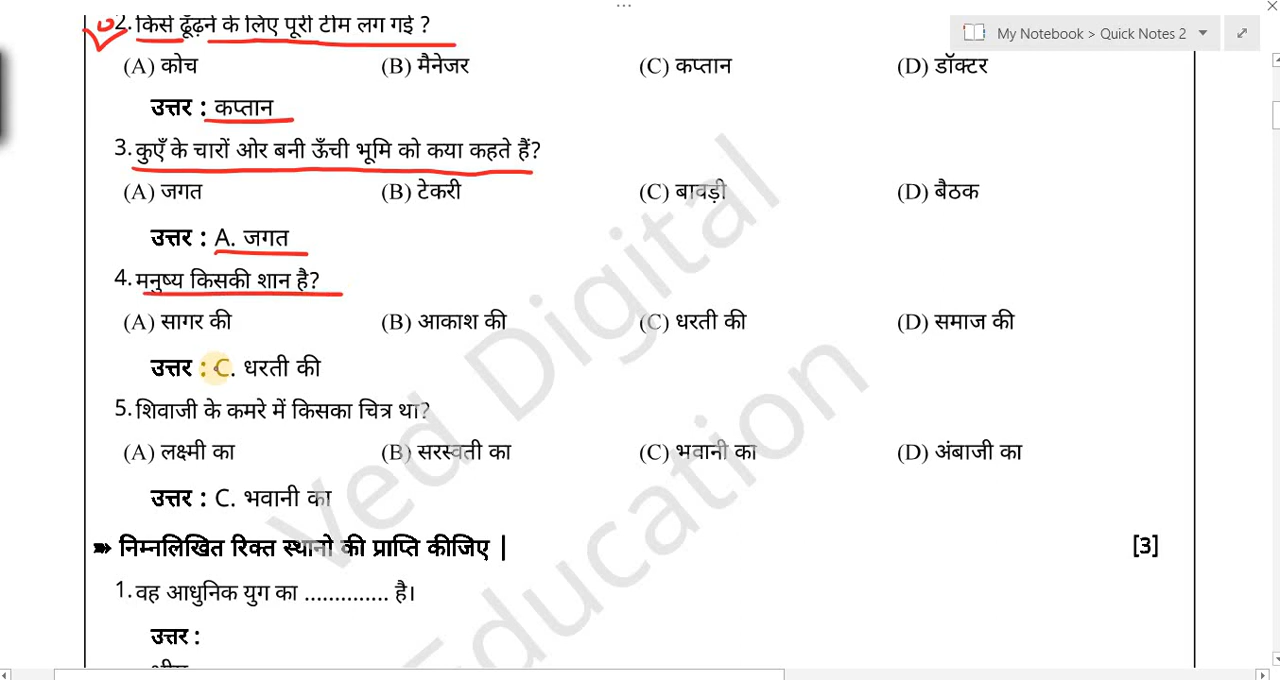 ...
My Notebook > Quick Notes 2
2. किसे ढूँढ़ने के लिए पूरी टीम लग गई ?
(A) कोच (B) मैनेजर (C) कप्तान (D) डॉक्टर
उत्तर : कप्तान
3. कुएँ के चारों ओर बनी ऊँची भूमि को कया कहते हैं?
(A) जगत (B) टेकरी (C) बावड़ी (D) बैठक
उत्तर : A. जगत
4. मनुष्य किसकी शान है?
(A) सागर की (B) आकाश की (C) धरती की (D) समाज की
उत्तर : C. धरती की
5. शिवाजी के कमरे में किसका चित्र था?
(A) लक्ष्मी का (B) सरस्वती का (C) भवानी का (D) अंबाजी का
उत्तर : C. भवानी का
➽ निम्नलिखित रिक्त स्थानो की प्राप्ति कीजिए | [3]
1. वह आधुनिक युग का .............. है।
उत्तर :
Ved Digital
Education